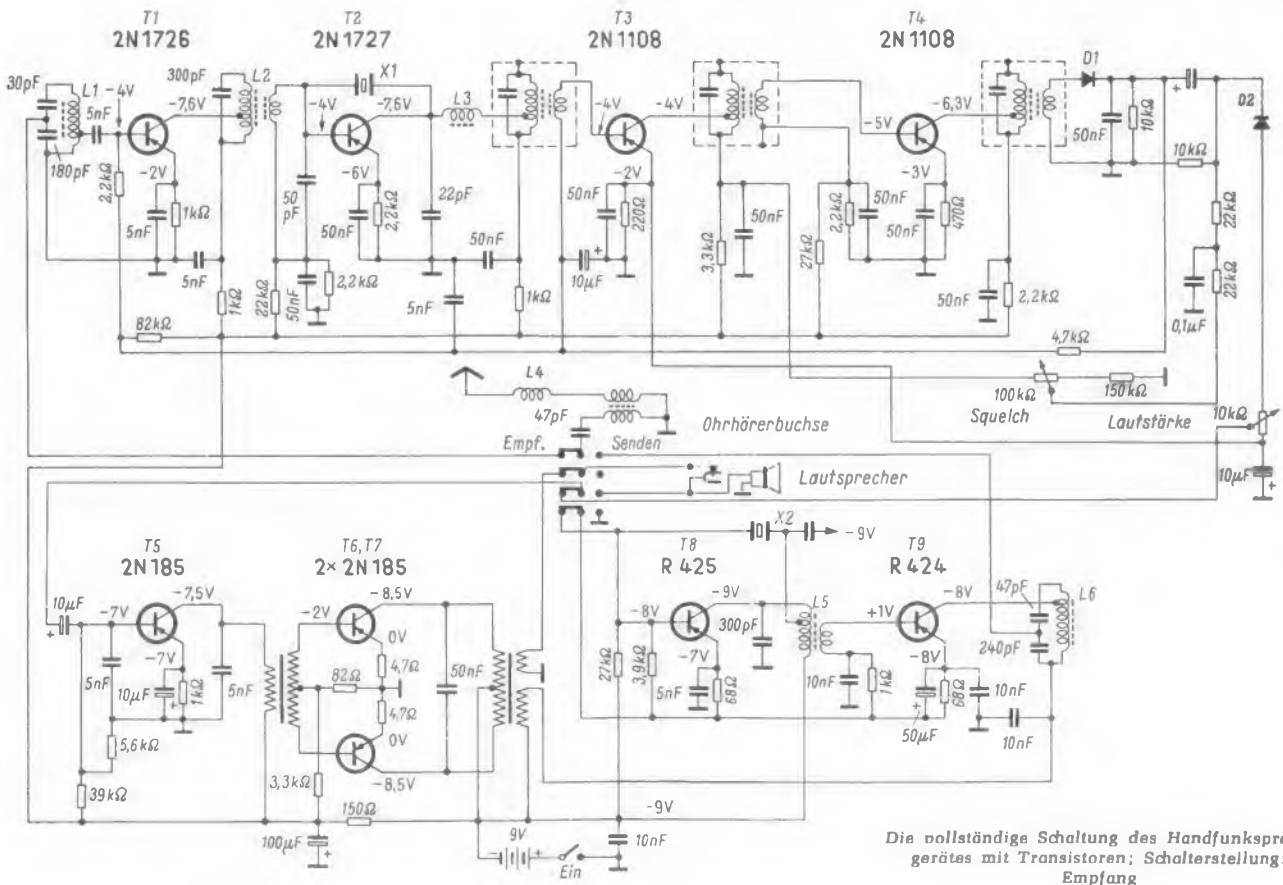 T1
2N1726
T2
2N1727
T3
2N1108
T4
2N1108
30pF
L1
-4V
5nF
180pF
2,2kΩ
-7,6V
-2V
5nF
1kΩ
5nF
300pF
L2
1kΩ
82kΩ
X1
-4V
-7,6V
-6V
50pF
50nF
2,2kΩ
22pF
22kΩ
50nF
2,2kΩ
L3
50nF
5nF
1kΩ
-4V
-4V
-2V
50nF
220Ω
10µF
+
3,3kΩ
50nF
-5V
-6,3V
-3V
27kΩ
2,2kΩ
50nF
50nF
470Ω
50nF
2,2kΩ
D1
50nF
10kΩ
+
D2
10kΩ
22kΩ
22kΩ
0,1µF
4,7kΩ
100kΩ
150kΩ
Squelch
Lautstärke
10kΩ
10µF
+
L4
47pF
Empf.
Senden
Ohrhörerbuchse
Lautsprecher
T5
2N185
T6,T7
2× 2N185
T8
R 425
T9
R 424
10µF
+
-7V
-7,5V
-7V
5nF
10µF
+
1kΩ
5nF
5,6kΩ
39kΩ
-2V
-8,5V
0V
4,7Ω
82Ω
4,7Ω
0V
-8,5V
50nF
3,3kΩ
150Ω
100µF
+
9V
-
+
Ein
10nF
-9V
X2
-9V
-8V
-9V
-7V
27kΩ
3,9kΩ
5nF
68Ω
300pF
L5
10nF
1kΩ
+1V
-8V
-8V
50µF
+
68Ω
10nF
10nF
47pF
240pF
L6
Die vollständige Schaltung des Handfunkspre
gerätes mit Transistoren; Schalterstellung:
Empfang